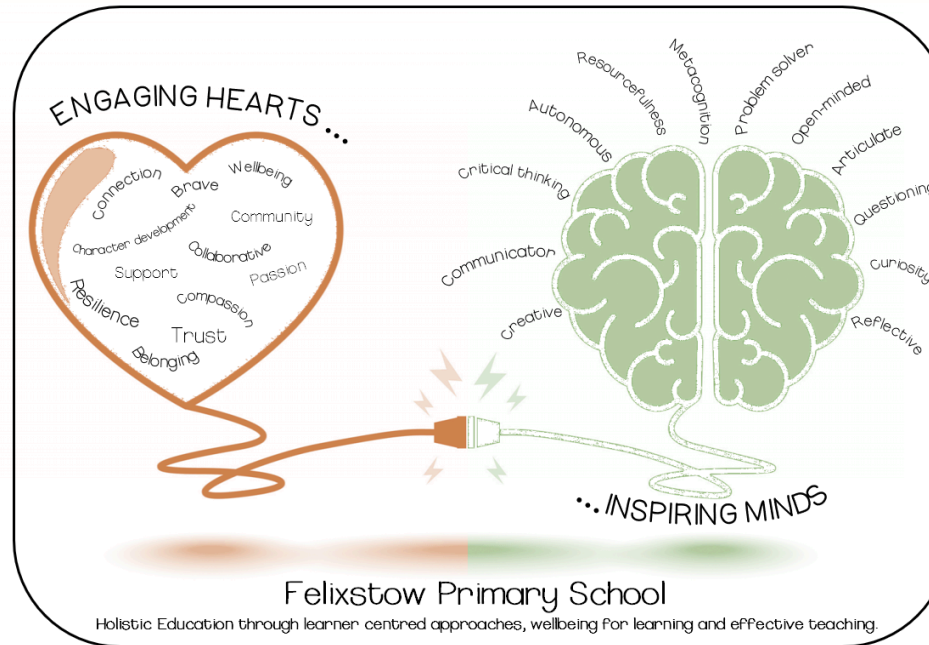 ENGAGING HEARTS...
Connection
Brave
Wellbeing
Character development
Community
Collaborative
Support
Passion
Compassion
Resilience
Trust
Belonging
Creative
Communicator
Critical thinking
Autonomous
Resourcefulness
Metacognition
Problem solver
Open-minded
Articulate
Questioning
Curiosity
Reflective
...INSPIRING MINDS
Felixstow Primary School
Holistic Education through learner centred approaches, wellbeing for learning and effective teaching.